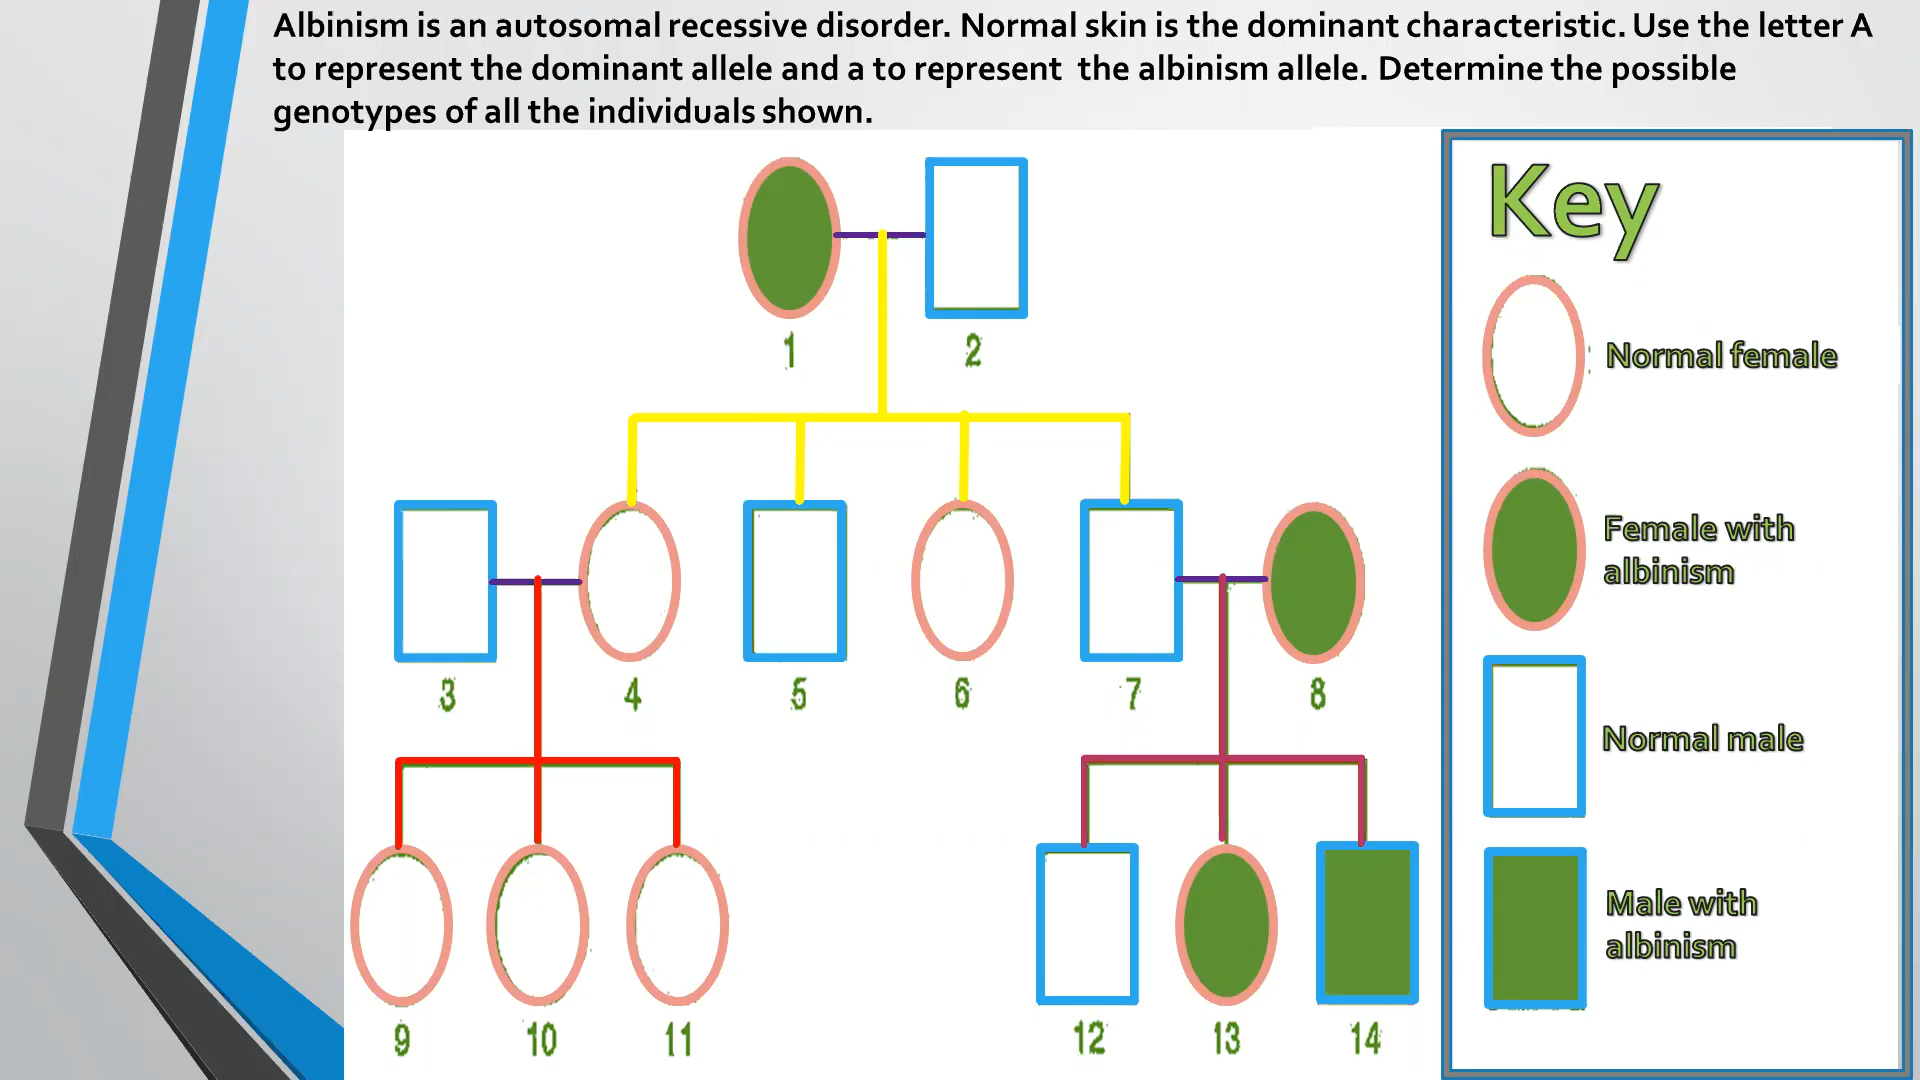 Albinism is an autosomal recessive disorder. Normal skin is the dominant characteristic. Use the letter A
to represent the dominant allele and a to represent the albinism allele. Determine the possible
genotypes of all the individuals shown.
Key
1 2
Normal female
Female with
albinism
3 4 5 6 7 8
Normal male
Male with
albinism
9 10 11 12 13 14